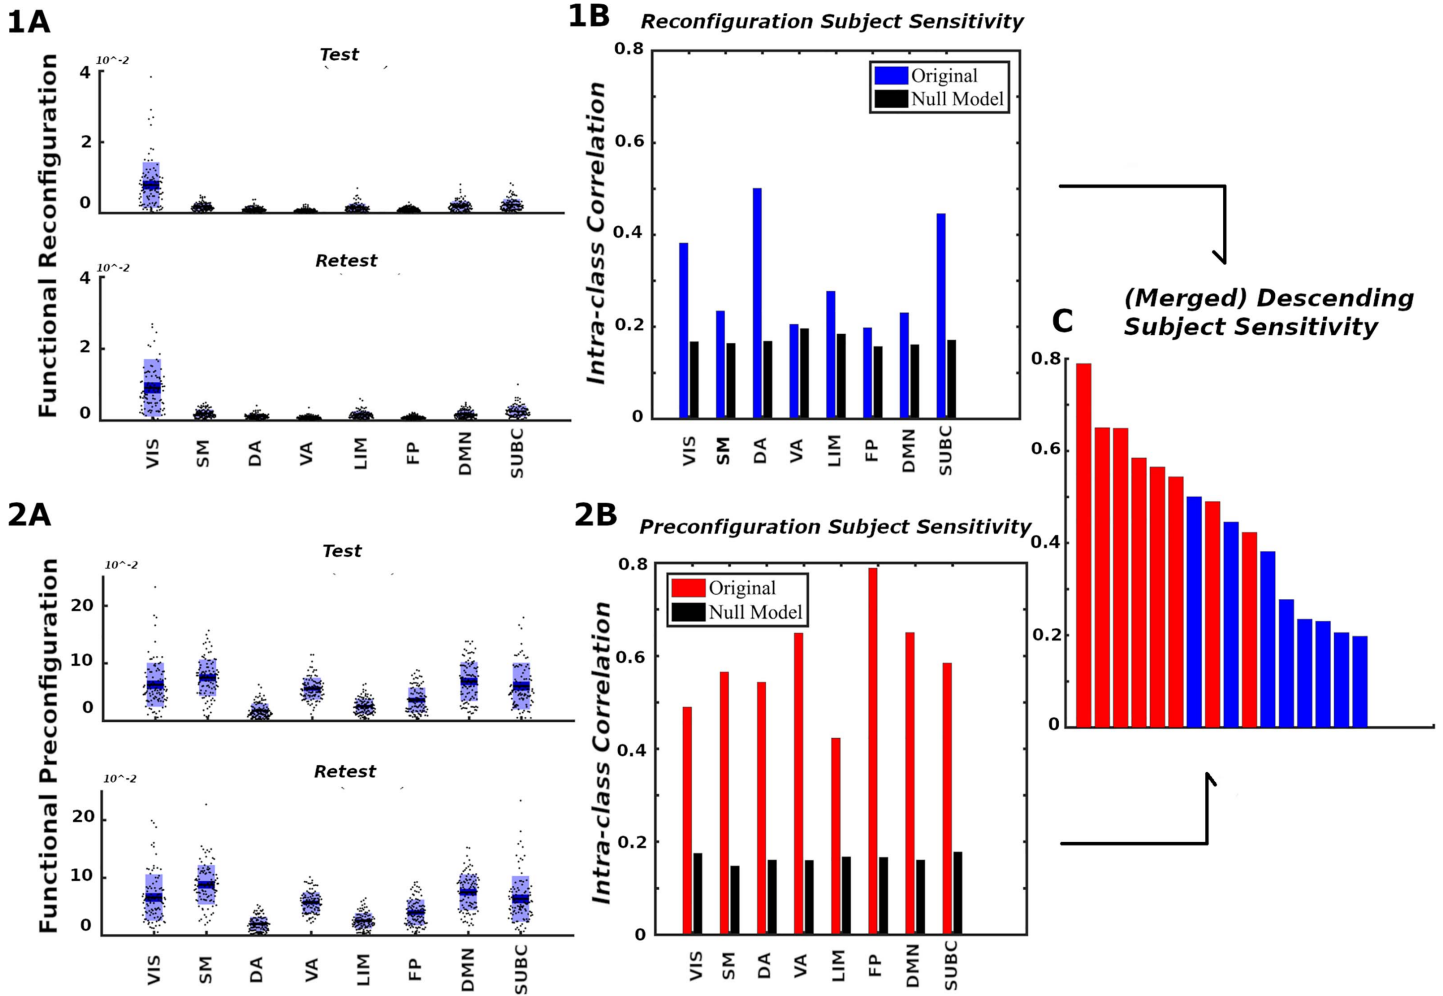 1A
Test
10^-2
Functional Reconfiguration
4
2
0
Retest
10^-2
4
2
0
VIS SM DA VA LIM FP DMN SUBC
1B
Reconfiguration Subject Sensitivity
Intra-class Correlation
0.8
0.6
0.4
0.2
0
Original
Null Model
VIS SM DA VA LIM FP DMN SUBC
2A
Test
10^-2
Functional Preconfiguration
20
10
0
Retest
10^-2
20
10
0
VIS SM DA VA LIM FP DMN SUBC
2B
Preconfiguration Subject Sensitivity
Intra-class Correlation
0.8
0.6
0.4
0.2
0
Original
Null Model
VIS SM DA VA LIM FP DMN SUBC
C
(Merged) Descending
Subject Sensitivity
0.8
0.6
0.4
0.2
0